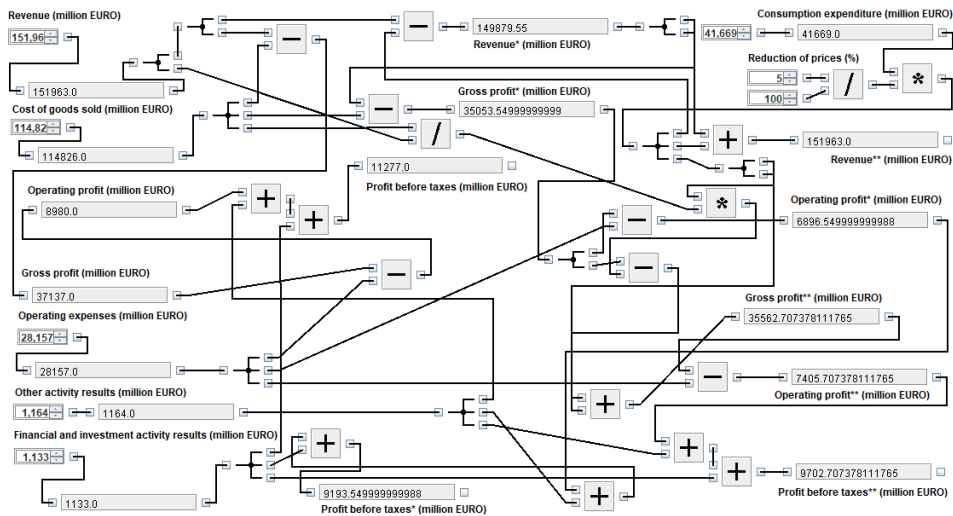 Revenue (million EURO)
151,96
151963.0
Cost of goods sold (million EURO)
114,82
114826.0
Operating profit (million EURO)
8980.0
Gross profit (million EURO)
37137.0
Operating expenses (million EURO)
28,157
28157.0
Other activity results (million EURO)
1,164
1164.0
Financial and investment activity results (million EURO)
1,133
1133.0
−
−
149879.55
Revenue* (million EURO)
−
Gross profit* (million EURO)
35053.54999999999
/
11277.0
Profit before taxes (million EURO)
+
+
−
−
−
*
+
9193.549999999988
Profit before taxes* (million EURO)
+
+
Consumption expenditure (million EURO)
41,669
41669.0
Reduction of prices (%)
5
100
/
*
+
151963.0
Revenue** (million EURO)
Operating profit* (million EURO)
6896.549999999988
Gross profit** (million EURO)
35562.707378111765
−
7405.707378111765
Operating profit** (million EURO)
+
+
9702.707378111765
Profit before taxes** (million EURO)